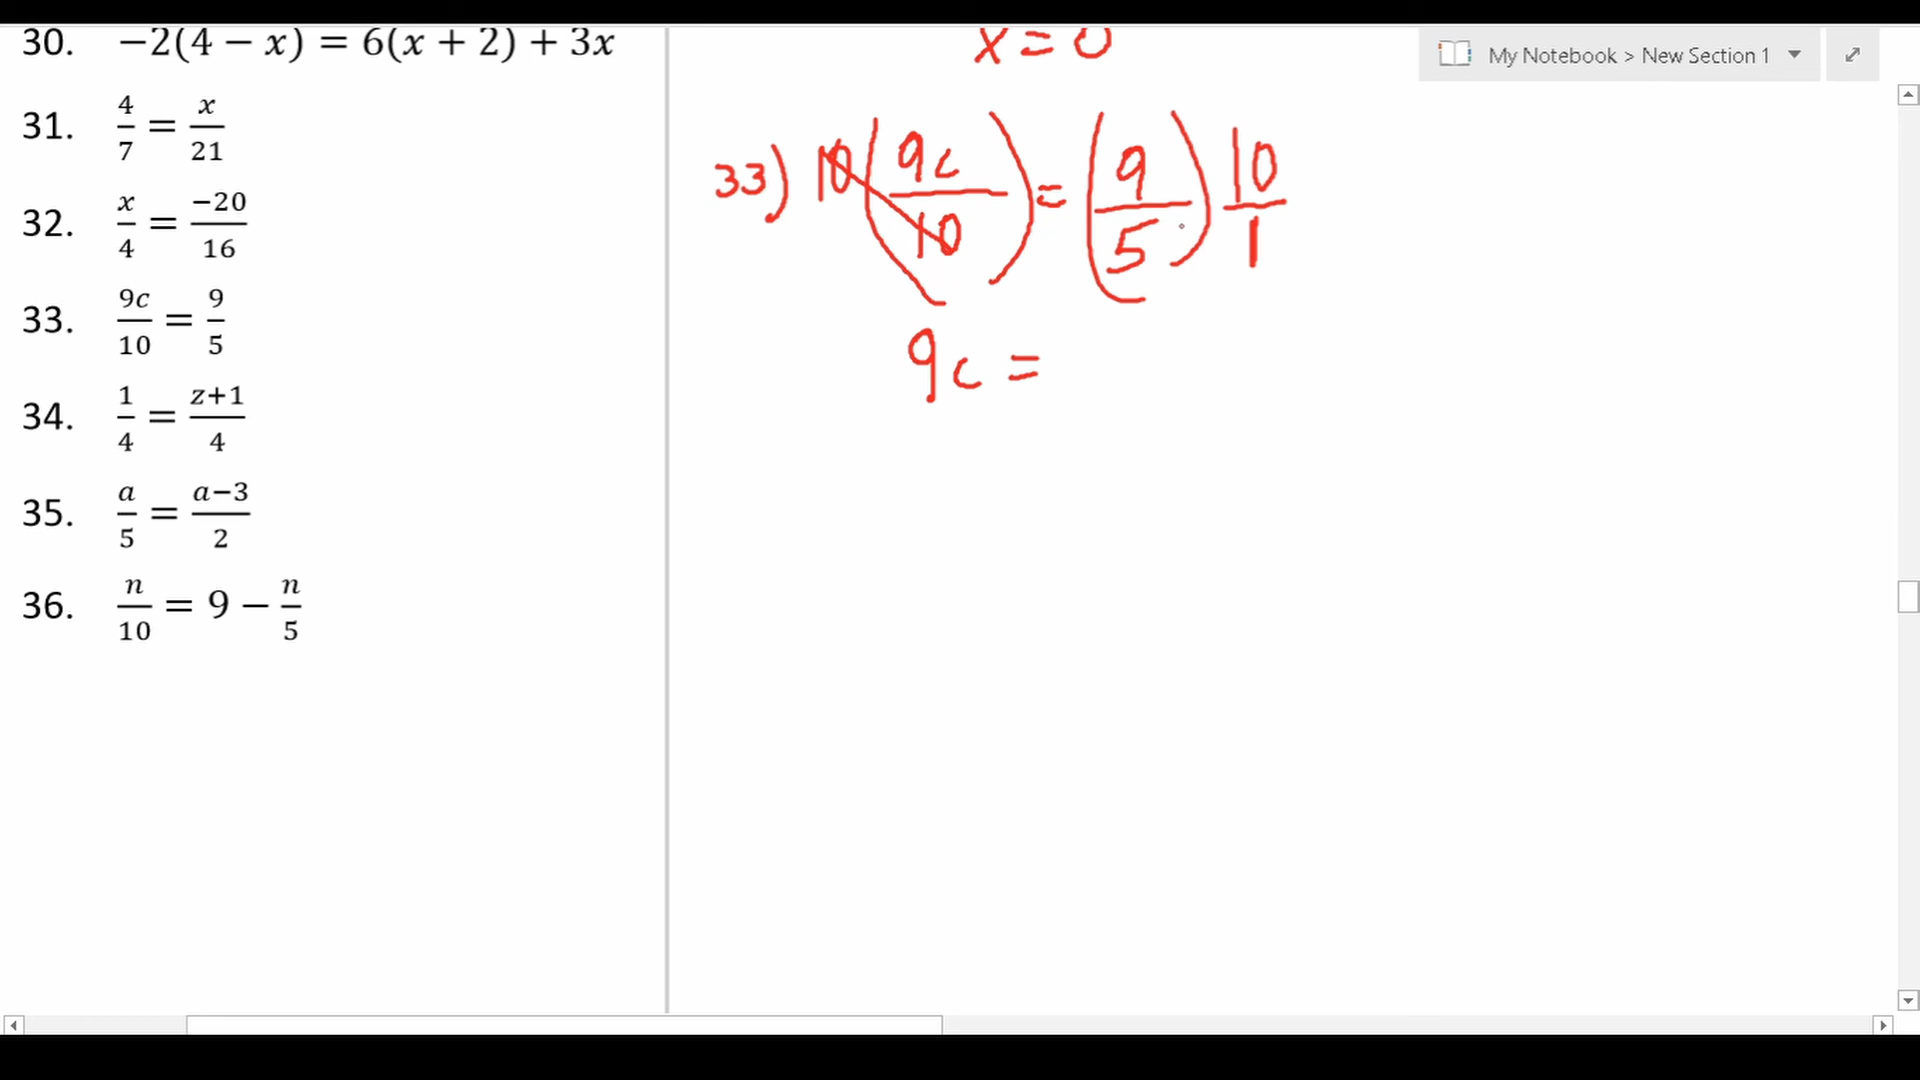 30. −2(4 − x) = 6(x + 2) + 3x
31. 4/7 = x/21
32. x/4 = −20/16
33. 9c/10 = 9/5
34. 1/4 = z+1/4
35. a/5 = a−3/2
36. n/10 = 9 − n/5
x = 0
My Notebook > New Section 1
33) 10(9c/10) = (9/5) 10/1
9c =